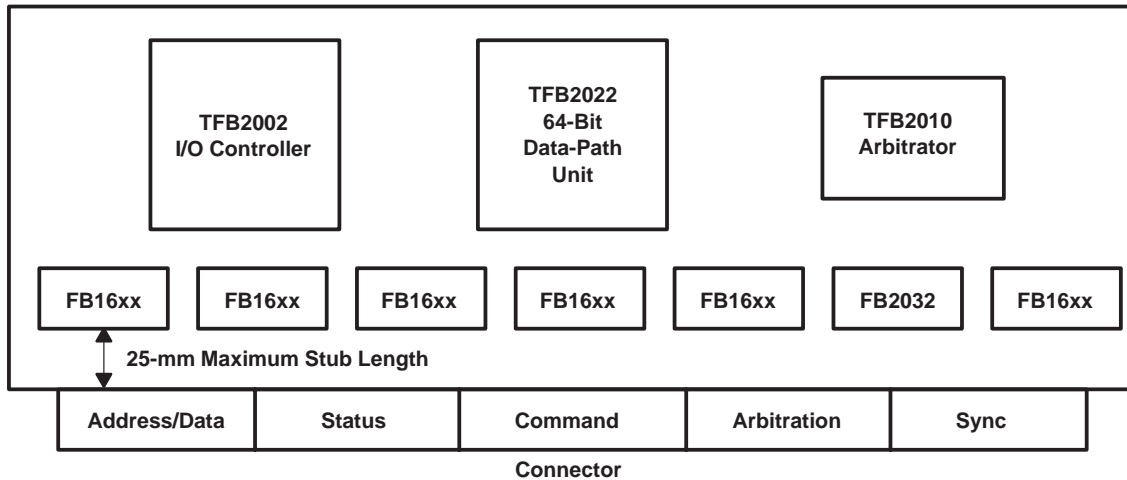 TFB2002
I/O Controller
TFB2022
64-Bit
Data-Path
Unit
TFB2010
Arbitrator
FB16xx
FB16xx
FB16xx
FB16xx
FB16xx
FB2032
FB16xx
25-mm Maximum Stub Length
Address/Data
Status
Command
Arbitration
Sync
Connector